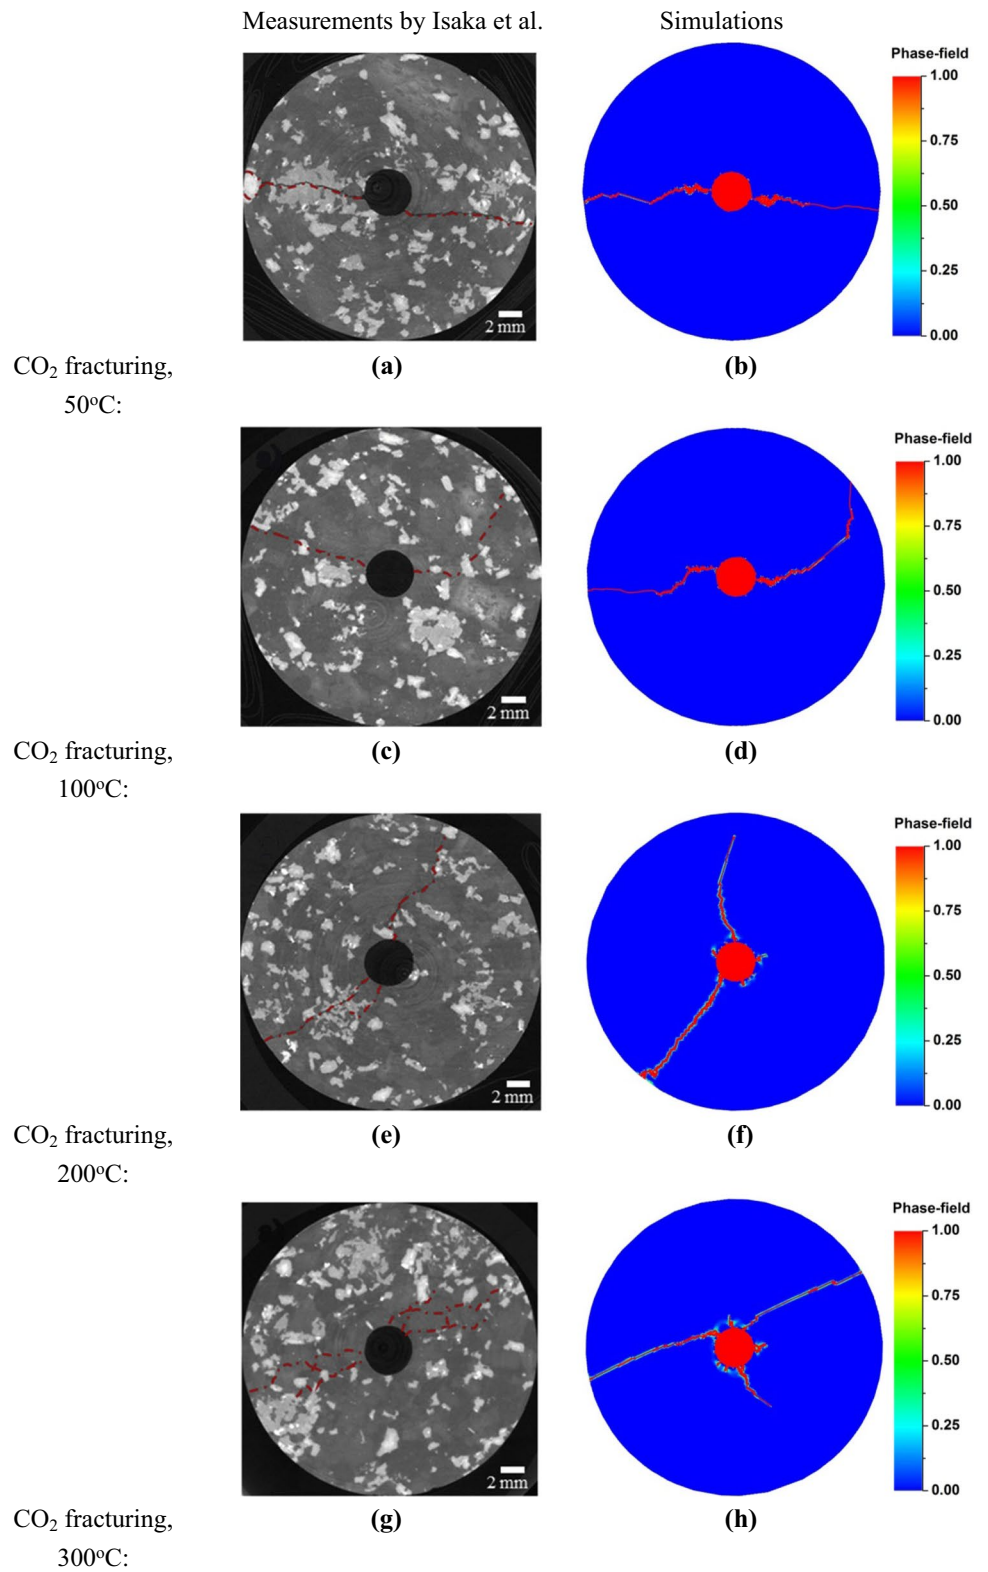 Measurements by Isaka et al.
Simulations
2 mm
Phase-field
1.00
0.75
0.50
0.25
0.00
CO₂ fracturing,
50°C:
(a)
(b)
2 mm
Phase-field
1.00
0.75
0.50
0.25
0.00
CO₂ fracturing,
100°C:
(c)
(d)
2 mm
Phase-field
1.00
0.75
0.50
0.25
0.00
CO₂ fracturing,
200°C:
(e)
(f)
2 mm
Phase-field
1.00
0.75
0.50
0.25
0.00
CO₂ fracturing,
300°C:
(g)
(h)